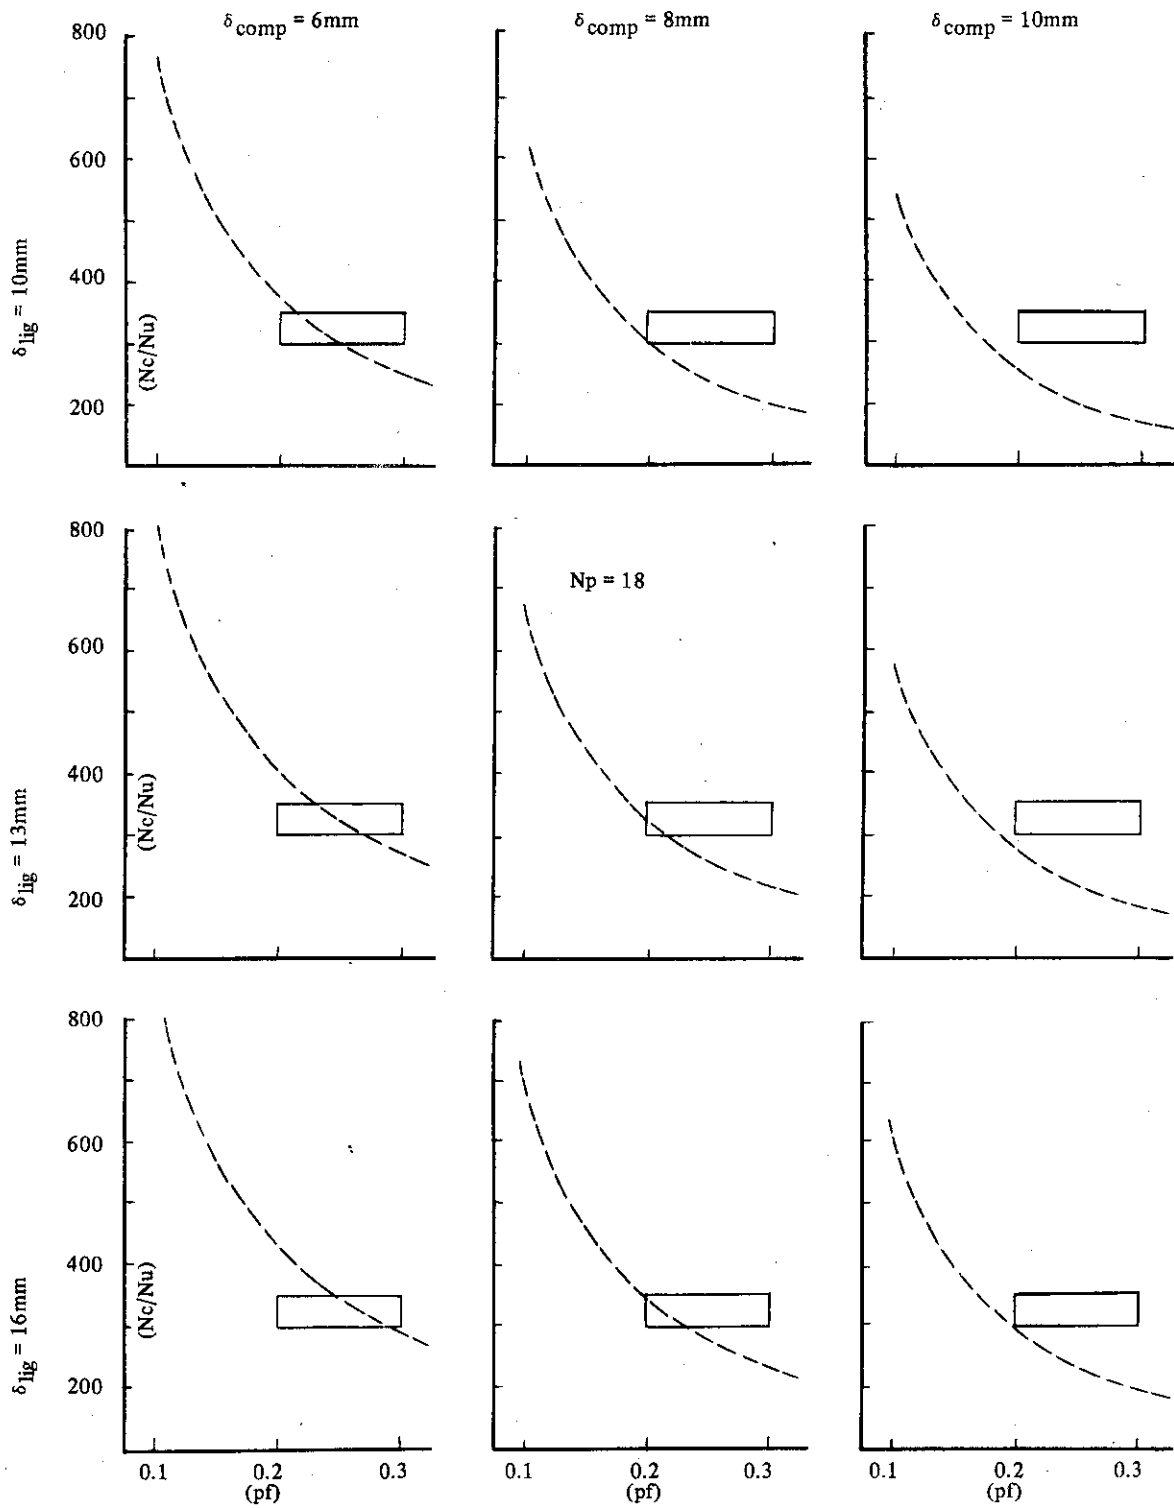 δcomp = 6mm
δcomp = 8mm
δcomp = 10mm
δlig = 10mm
800
600
400
200
(Nc/Nu)
δlig = 13mm
800
600
400
200
(Nc/Nu)
Np = 18
δlig = 16mm
800
600
400
200
(Nc/Nu)
0.1 0.2 0.3
(pf)
0.1 0.2 0.3
(pf)
0.1 0.2 0.3
(pf)